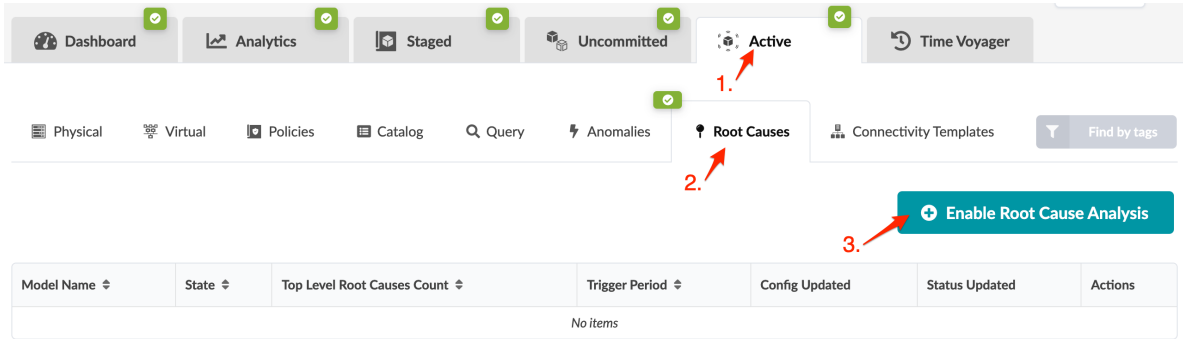 Dashboard Analytics Staged Uncommitted Active Time Voyager
1.
Physical Virtual Policies Catalog Query Anomalies Root Causes Connectivity Templates Find by tags
2.
Enable Root Cause Analysis
3.
Model Name State Top Level Root Causes Count Trigger Period Config Updated Status Updated Actions
No items